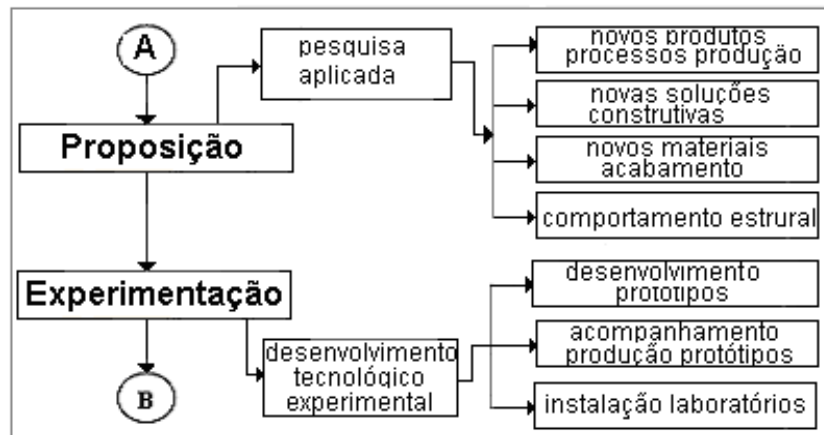 A
pesquisa
aplicada
novos produtos
processos produção
novas soluções
construtivas
novos materiais
acabamento
comportamento estrural
Proposição
Experimentação
desenvolvimento
tecnológico
experimental
desenvolvimento
protótipos
acompanhamento
produção protótipos
instalação laboratórios
B